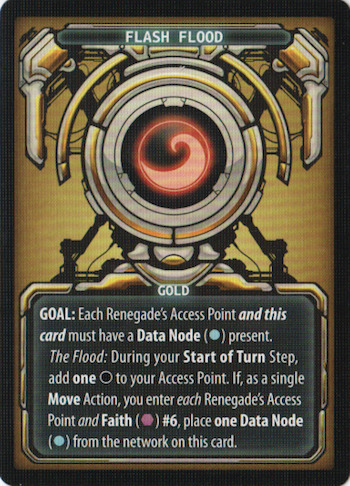 FLASH FLOOD
GOLD
GOAL: Each Renegade's Access Point and this
card must have a Data Node (●) present.
The Flood: During your Start of Turn Step,
add one ○ to your Access Point. If, as a single
Move Action, you enter each Renegade's Access
Point and Faith (⬣) #6, place one Data Node
(●) from the network on this card.